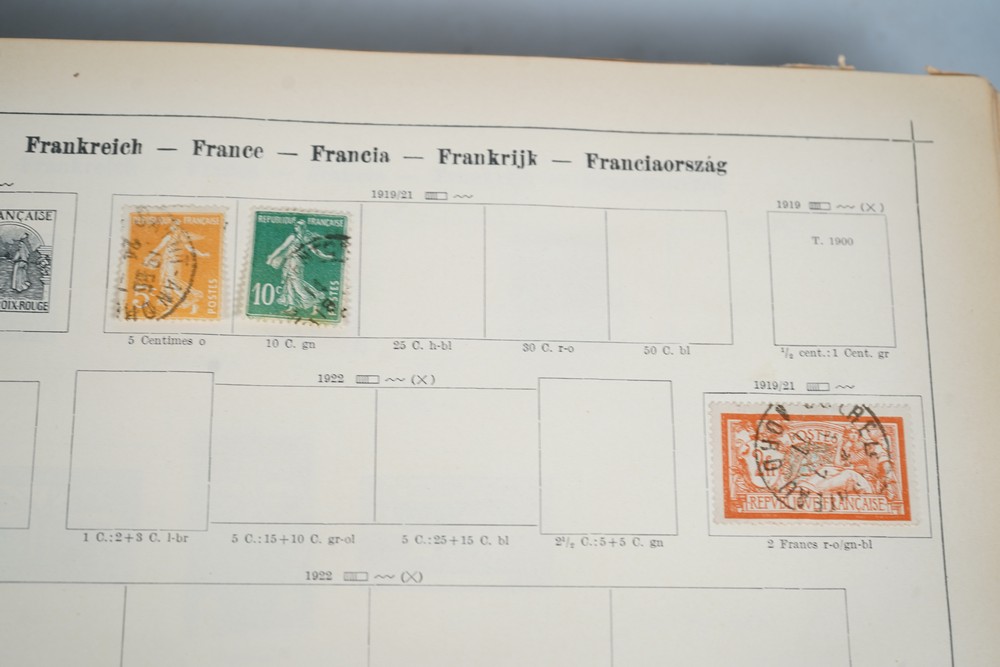 Frankreich — France — Francia — Frankrijk — Franciaország
1919/21
1919 (X)
T. 1900
ANÇAISE
OIX-ROUGE
REPUBLIQUE FRANÇAISE
5c
POSTES
REPUBLIQUE FRANÇAISE
10c
POSTES
5 Centimes o
10 C. gn
25 C. h-bl
30 C. r-o
50 C. bl
½ cent.:1 Cent. gr
1922 (X)
1919/21
POSTES
2f
REPVBLIQVE FRANÇAISE
1 C.:2+3 C. l-br
5 C.:15+10 C. gr-ol
5 C.:25+15 C. bl
2½ C.:5+5 C. gn
2 Francs r-o/gn-bl
1922 (X)